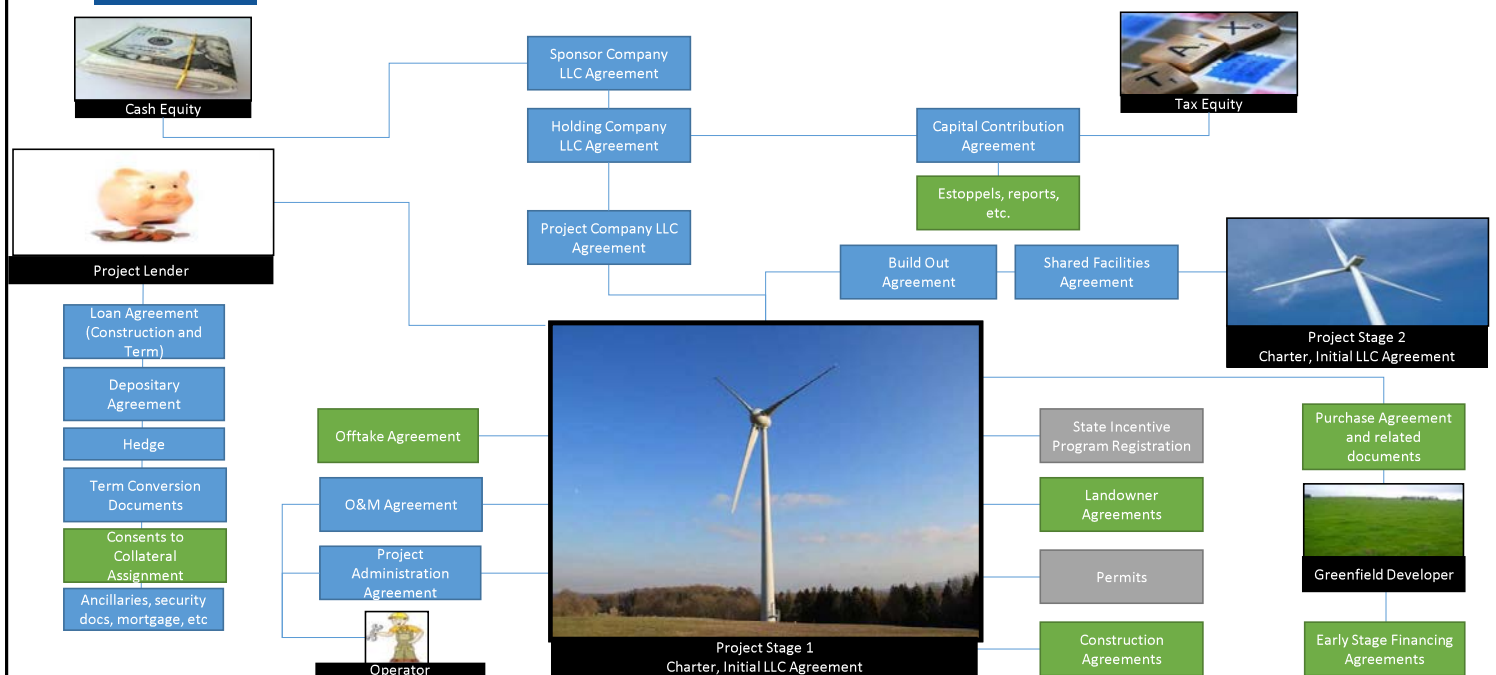 Cash Equity
Sponsor Company
LLC Agreement
TAX
Tax Equity
Holding Company
LLC Agreement
Capital Contribution
Agreement
Estoppels, reports,
etc.
Project Company LLC
Agreement
Project Lender
Build Out
Agreement
Shared Facilities
Agreement
Project Stage 2
Charter, Initial LLC Agreement
Loan Agreement
(Construction and
Term)
Depositary
Agreement
Hedge
Term Conversion
Documents
Consents to
Collateral
Assignment
Ancillaries, security
docs, mortgage, etc
Offtake Agreement
O&M Agreement
Project
Administration
Agreement
Operator
Project Stage 1
Charter, Initial LLC Agreement
State Incentive
Program Registration
Landowner
Agreements
Permits
Construction
Agreements
Purchase Agreement
and related
documents
Greenfield Developer
Early Stage Financing
Agreements